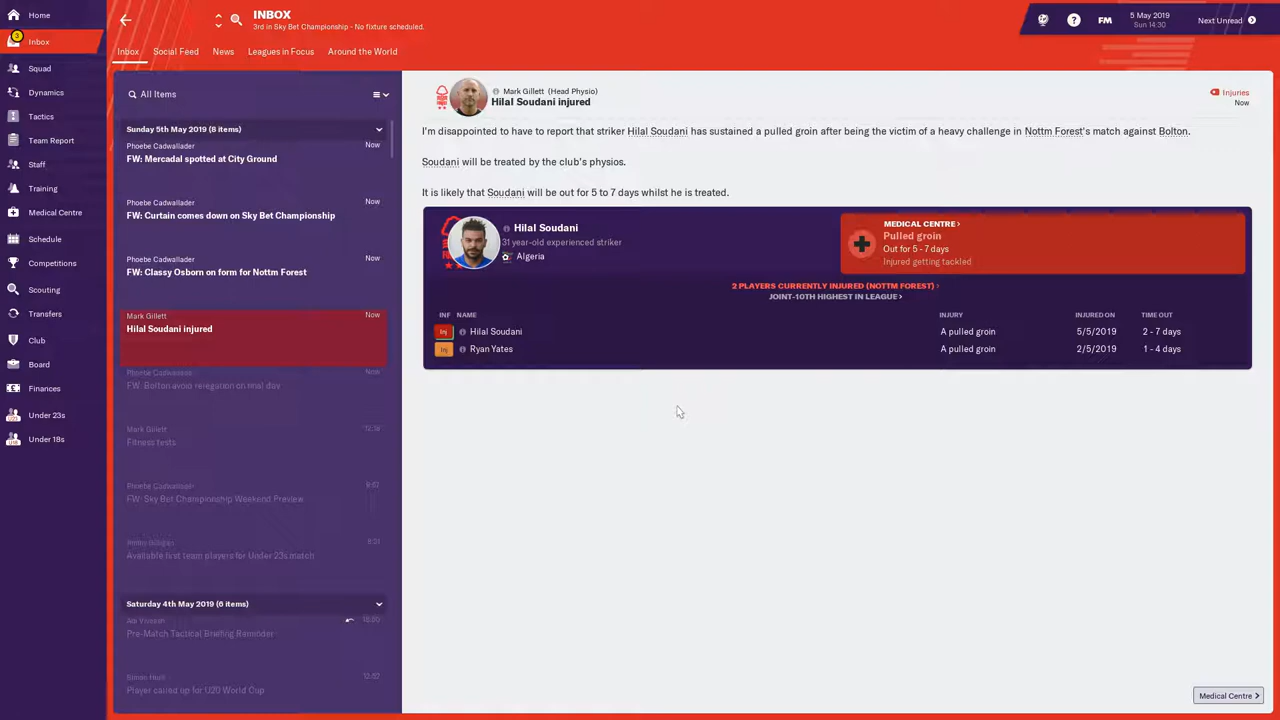 Home
3
Inbox
Squad
Dynamics
Tactics
Team Report
Staff
Training
Medical Centre
Schedule
Competitions
Scouting
Transfers
Club
Board
Finances
Under 23s
Under 18s
INBOX
3rd in Sky Bet Championship - No fixture scheduled.
?
FM
5 May 2019
Sun 14:30
Next Unread
Inbox
Social Feed
News
Leagues in Focus
Around the World
All Items
Sunday 5th May 2019 (8 items)
Phoebe Cadwallader Now
FW: Mercadal spotted at City Ground
Phoebe Cadwallader Now
FW: Curtain comes down on Sky Bet Championship
Phoebe Cadwallader Now
FW: Classy Osborn on form for Nottm Forest
Mark Gillett Now
Hilal Soudani injured
Phoebe Cadwallader Now
FW: Bolton avoid relegation on final day
Mark Gillett
Fitness tests
Phoebe Cadwallader
FW: Sky Bet Championship Weekend Preview
Available first team players for Under 23s match
Saturday 4th May 2019 (6 items)
Pre-Match Tactical Briefing Reminder
Player called up for U20 World Cup
Mark Gillett (Head Physio)
Hilal Soudani injured
Injuries
Now
I'm disappointed to have to report that striker Hilal Soudani has sustained a pulled groin after being the victim of a heavy challenge in Nottm Forest's match against Bolton.
Soudani will be treated by the club's physios.
It is likely that Soudani will be out for 5 to 7 days whilst he is treated.
Hilal Soudani
31 year-old experienced striker
Algeria
MEDICAL CENTRE >
Pulled groin
Out for 5 - 7 days
Injured getting tackled
2 PLAYERS CURRENTLY INJURED (NOTTM FOREST) >
JOINT-10TH HIGHEST IN LEAGUE >
INF NAME INJURY INJURED ON TIME OUT
Inj Hilal Soudani A pulled groin 5/5/2019 2 - 7 days
Inj Ryan Yates A pulled groin 2/5/2019 1 - 4 days
Medical Centre >